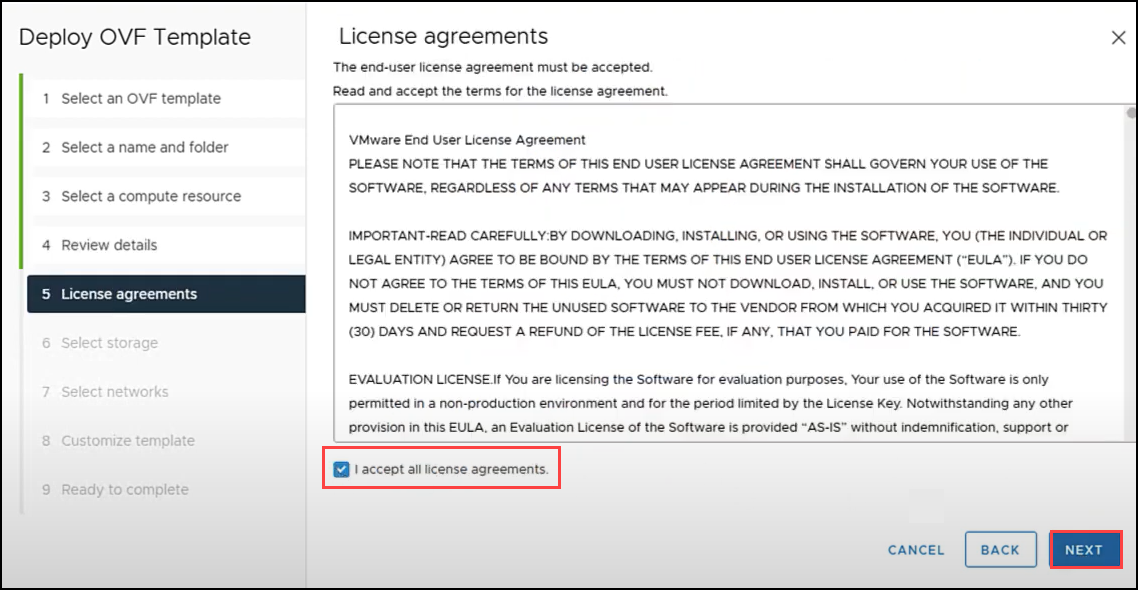 Deploy OVF Template
1 Select an OVF template
2 Select a name and folder
3 Select a compute resource
4 Review details
5 License agreements
6 Select storage
7 Select networks
8 Customize template
9 Ready to complete
License agreements
The end-user license agreement must be accepted.
Read and accept the terms for the license agreement.
VMware End User License Agreement
PLEASE NOTE THAT THE TERMS OF THIS END USER LICENSE AGREEMENT SHALL GOVERN YOUR USE OF THE
SOFTWARE, REGARDLESS OF ANY TERMS THAT MAY APPEAR DURING THE INSTALLATION OF THE SOFTWARE.
IMPORTANT-READ CAREFULLY:BY DOWNLOADING, INSTALLING, OR USING THE SOFTWARE, YOU (THE INDIVIDUAL OR
LEGAL ENTITY) AGREE TO BE BOUND BY THE TERMS OF THIS END USER LICENSE AGREEMENT (“EULA”). IF YOU DO
NOT AGREE TO THE TERMS OF THIS EULA, YOU MUST NOT DOWNLOAD, INSTALL, OR USE THE SOFTWARE, AND YOU
MUST DELETE OR RETURN THE UNUSED SOFTWARE TO THE VENDOR FROM WHICH YOU ACQUIRED IT WITHIN THIRTY
(30) DAYS AND REQUEST A REFUND OF THE LICENSE FEE, IF ANY, THAT YOU PAID FOR THE SOFTWARE.
EVALUATION LICENSE.If You are licensing the Software for evaluation purposes, Your use of the Software is only
permitted in a non-production environment and for the period limited by the License Key. Notwithstanding any other
provision in this EULA, an Evaluation License of the Software is provided “AS-IS” without indemnification, support or
I accept all license agreements.
CANCEL BACK NEXT